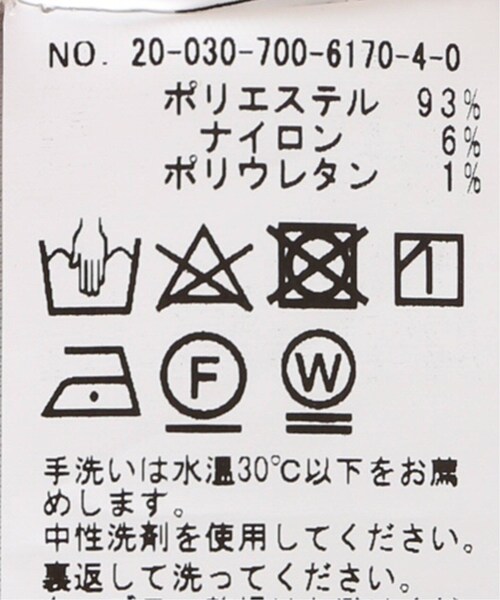 NO. 20-030-700-6170-4-0
ポリエステル 93%
ナイロン 6%
ポリウレタン 1%
F W
手洗いは水温30℃以下をお薦
めします。
中性洗剤を使用してください。
裏返して洗ってください。